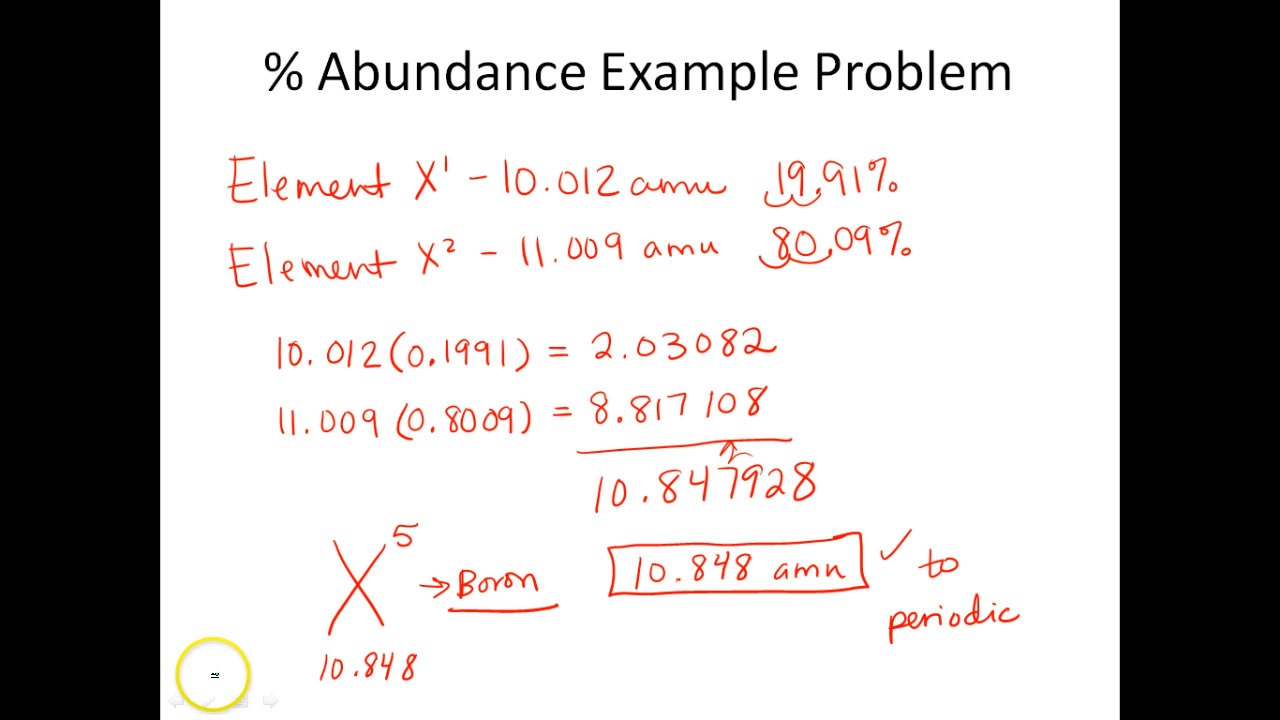 % Abundance Example Problem
Element X¹ - 10.012 amu 19.91%
Element X² - 11.009 amu 80.09%
10.012(0.1991) = 2.03082
11.009(0.8009) = 8.817108
10.847928
X⁵ → Boron
10.848 amu ✓ to
periodic
10.848